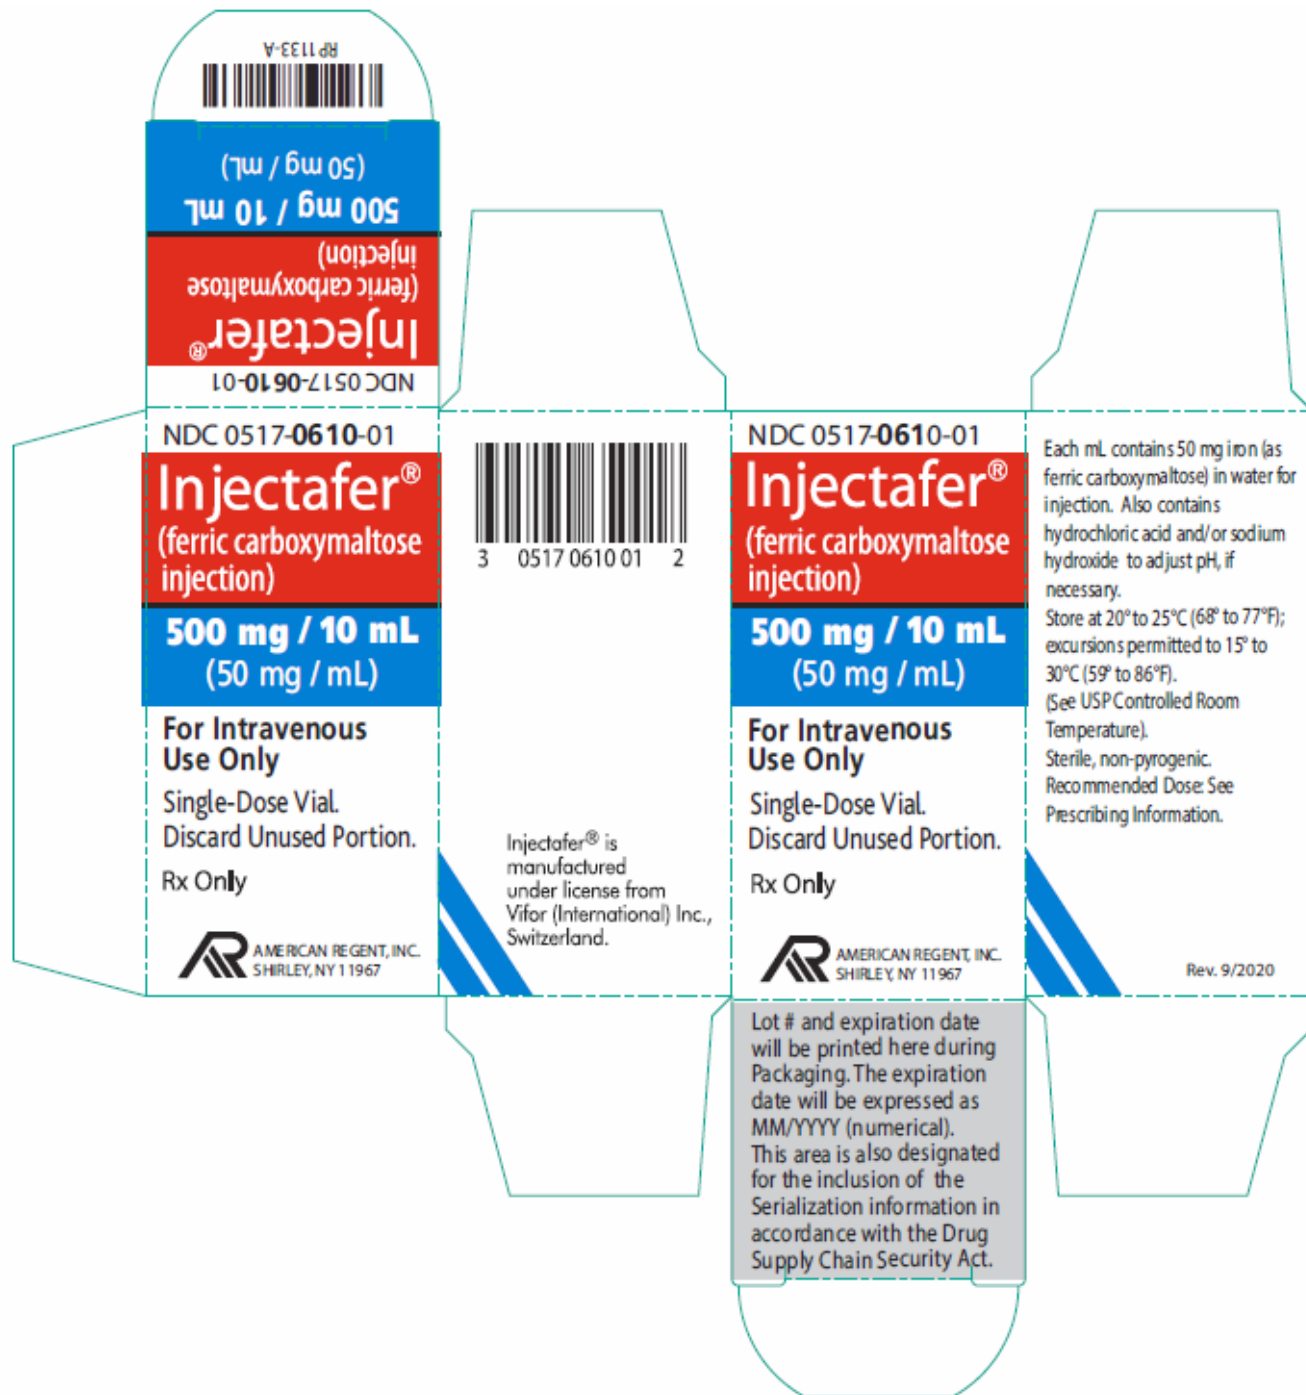 RP1133-A
(50 mg / mL)
500 mg / 10 mL
injection)
(ferric carboxymaltose
Injectafer®
NDC 0517-0610-01
NDC 0517-0610-01
Injectafer®
(ferric carboxymaltose
injection)
500 mg / 10 mL
(50 mg / mL)
For Intravenous
Use Only
Single-Dose Vial.
Discard Unused Portion.
Rx Only
AMERICAN REGENT, INC.
SHIRLEY, NY 11967
3 0517 0610 01 2
Injectafer® is
manufactured
under license from
Vifor (International) Inc.,
Switzerland.
NDC 0517-0610-01
Injectafer®
(ferric carboxymaltose
injection)
500 mg / 10 mL
(50 mg / mL)
For Intravenous
Use Only
Single-Dose Vial.
Discard Unused Portion.
Rx Only
AMERICAN REGENT, INC.
SHIRLEY, NY 11967
Each mL contains 50 mg iron (as
ferric carboxymaltose) in water for
injection. Also contains
hydrochloric acid and/or sodium
hydroxide to adjust pH, if
necessary.
Store at 20° to 25°C (68° to 77°F);
excursions permitted to 15° to
30°C (59° to 86°F).
(See USP Controlled Room
Temperature).
Sterile, non-pyrogenic.
Recommended Dose: See
Prescribing Information.
Rev. 9/2020
Lot # and expiration date
will be printed here during
Packaging. The expiration
date will be expressed as
MM/YYYY (numerical).
This area is also designated
for the inclusion of the
Serialization information in
accordance with the Drug
Supply Chain Security Act.